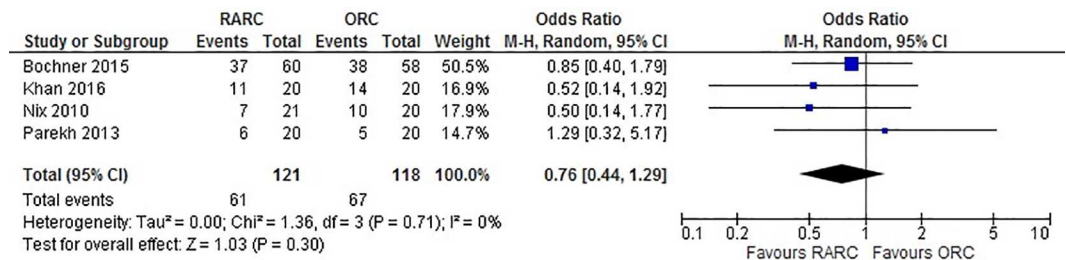 RARC ORC Odds Ratio Odds Ratio
Study or Subgroup Events Total Events Total Weight M-H, Random, 95% CI M-H, Random, 95% CI
Bochner 2015 37 60 38 58 50.5% 0.85 [0.40, 1.79]
Khan 2016 11 20 14 20 16.9% 0.52 [0.14, 1.92]
Nix 2010 7 21 10 20 17.9% 0.50 [0.14, 1.77]
Parekh 2013 6 20 5 20 14.7% 1.29 [0.32, 5.17]
Total (95% CI) 121 118 100.0% 0.76 [0.44, 1.29]
Total events 61 67
Heterogeneity: Tau² = 0.00; Chi² = 1.36, df = 3 (P = 0.71); I² = 0%
Test for overall effect: Z = 1.03 (P = 0.30)
0.1 0.2 0.5 1 2 5 10
Favours RARC Favours ORC